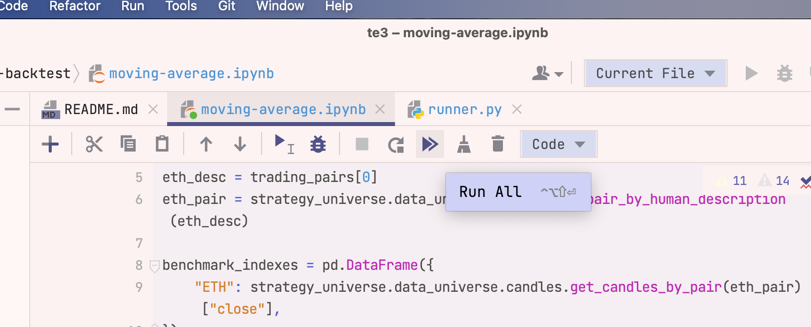 Code Refactor Run Tools Git Window Help
te3 – moving-average.ipynb
-backtest moving-average.ipynb Current File
MD README.md moving-average.ipynb runner.py
Code
5 eth_desc = trading_pairs[0]
11 14
6 eth_pair = strategy_universe.data_un pair_by_human_description
(eth_desc)
Run All ⌃⌥⇧⏎
7
8 benchmark_indexes = pd.DataFrame({
9 "ETH": strategy_universe.data_universe.candles.get_candles_by_pair(eth_pair)
["close"],